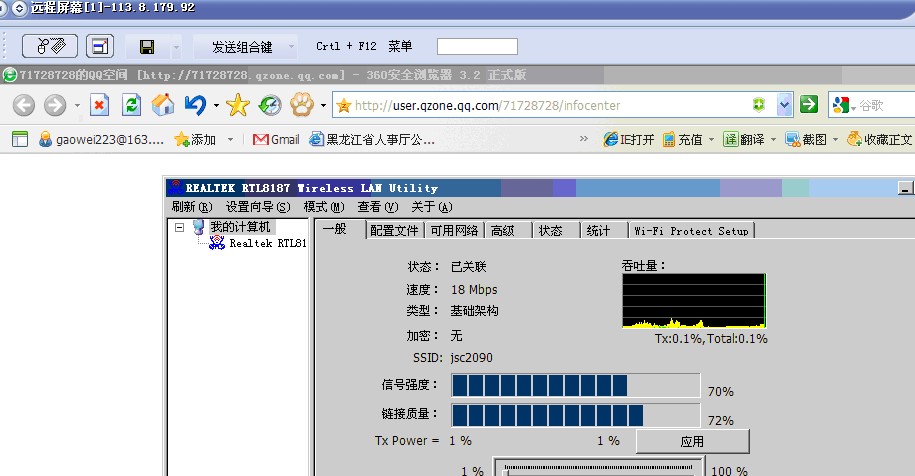 远程屏幕[1]-113.8.179.92
发送组合键 Crtl + F12 菜单
71728728的QQ空间 [http://71728728.qzone.qq.com] - 360安全浏览器 3.2 正式版
http://user.qzone.qq.com/71728728/infocenter 谷歌
gaowei223@163.... 添加 Gmail 黑龙江省人事厅公... » IE打开 充值 翻译 截图 收藏正文
REALTEK RTL8187 Wireless LAN Utility
刷新(R) 设置向导(S) 模式(M) 查看(V) 关于(A)
我的计算机
Realtek RTL81
一般 配置文件 可用网络 高级 状态 统计 Wi-Fi Protect Setup
状态： 已关联
速度： 18 Mbps
类型： 基础架构
加密： 无
SSID: jsc2090
吞吐量：
Tx:0.1%,Total:0.1%
信号强度： 70%
链接质量： 72%
Tx Power = 1 % 1 % 应用
1 % 100 %